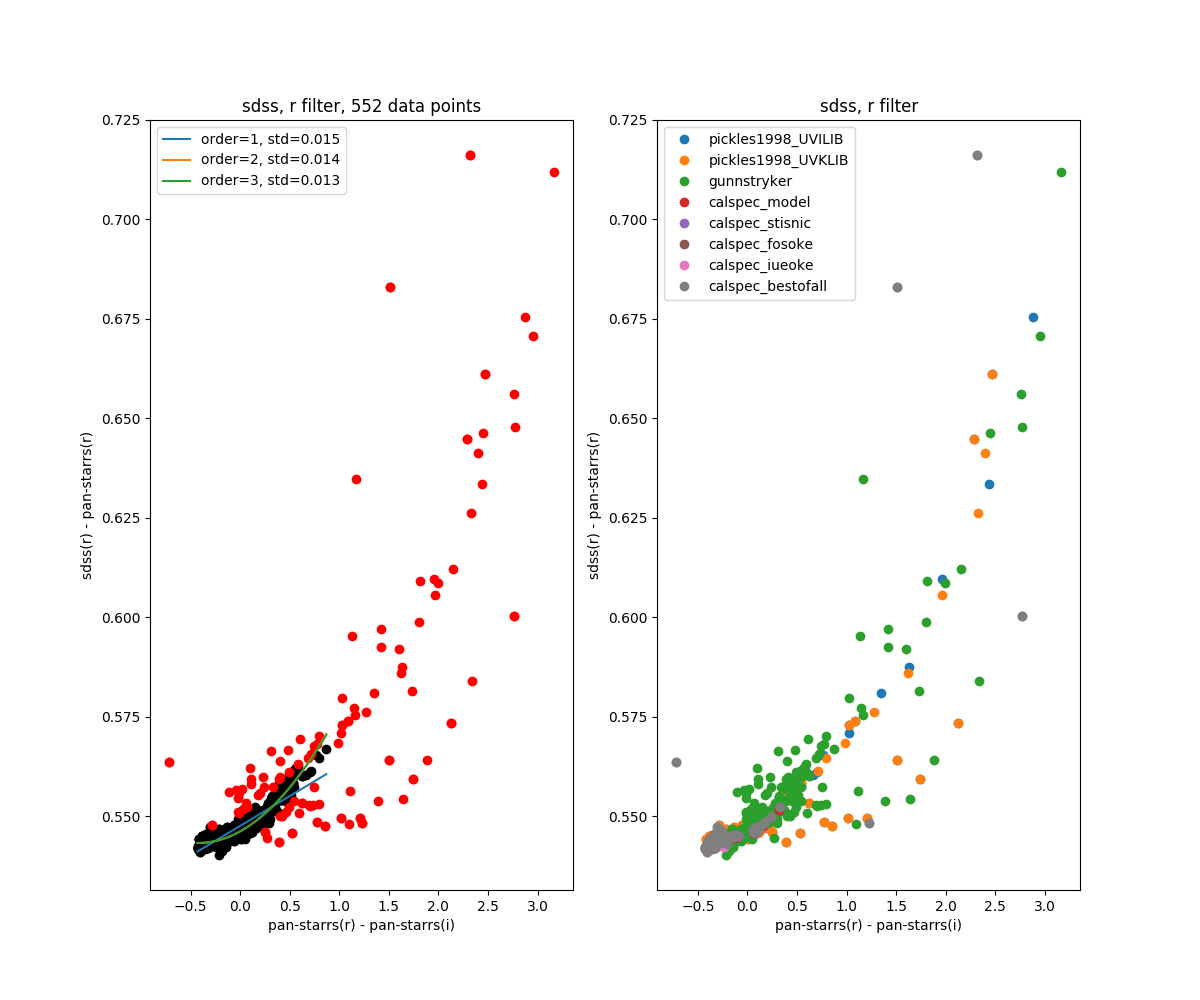 sdss, r filter, 552 data points
order=1, std=0.015
order=2, std=0.014
order=3, std=0.013
0.725
0.700
0.675
0.650
0.625
0.600
0.575
0.550
sdss(r) - pan-starrs(r)
−0.5 0.0 0.5 1.0 1.5 2.0 2.5 3.0
pan-starrs(r) - pan-starrs(i)
sdss, r filter
pickles1998_UVILIB
pickles1998_UVKLIB
gunnstryker
calspec_model
calspec_stisnic
calspec_fosoke
calspec_iueoke
calspec_bestofall
0.725
0.700
0.675
0.650
0.625
0.600
0.575
0.550
sdss(r) - pan-starrs(r)
−0.5 0.0 0.5 1.0 1.5 2.0 2.5 3.0
pan-starrs(r) - pan-starrs(i)